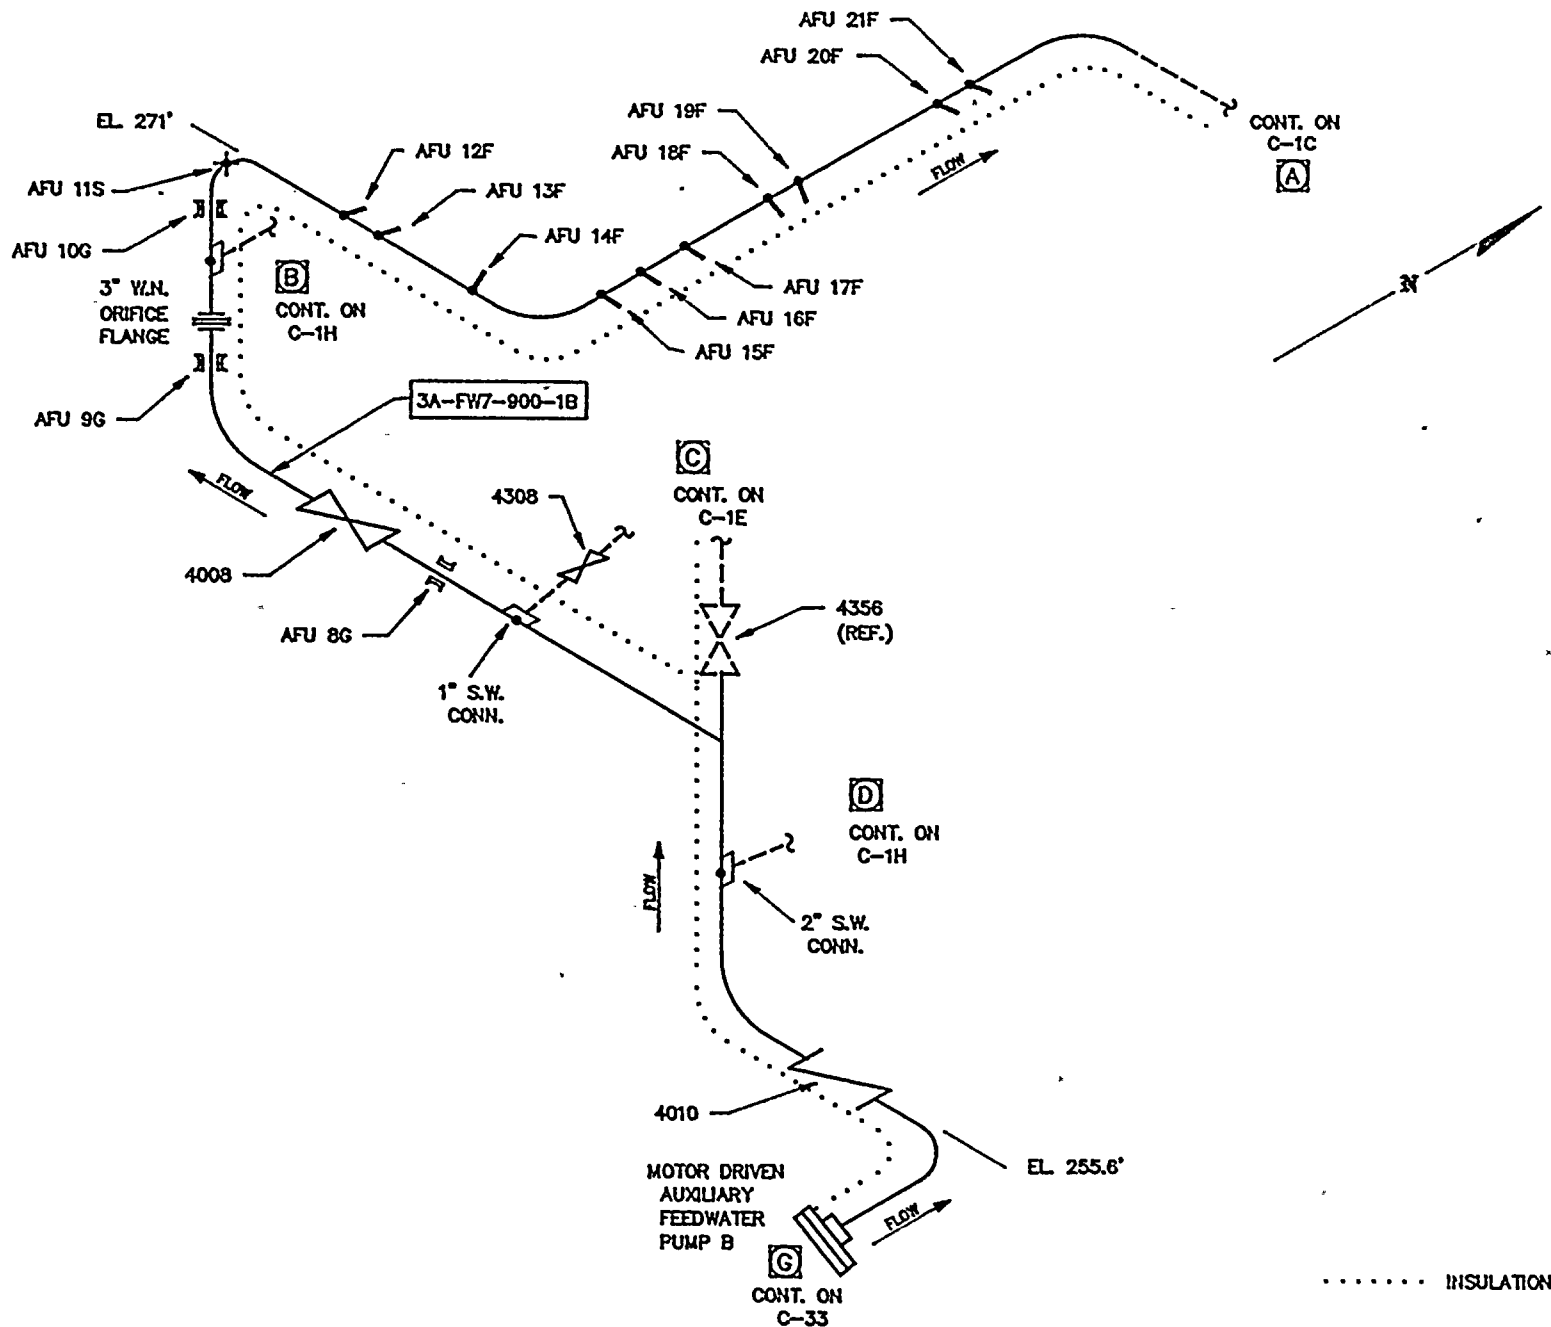 AFU 21F
AFU 20F
AFU 19F
AFU 18F
EL. 271'
AFU 12F
AFU 11S
AFU 13F
AFU 10G
AFU 14F
CONT. ON
C-1C
A
FLOW
3" W.N.
ORIFICE
FLANGE
B
CONT. ON
C-1H
AFU 17F
AFU 16F
AFU 15F
N
AFU 9G
3A-FW7-900-1B
FLOW
4308
C
CONT. ON
C-1E
4008
AFU 8G
4356
(REF.)
1" S.W.
CONN.
D
CONT. ON
C-1H
FLOW
2" S.W.
CONN.
4010
EL. 255.6'
MOTOR DRIVEN
AUXILIARY
FEEDWATER
PUMP B
FLOW
G
CONT. ON
C-33
INSULATION